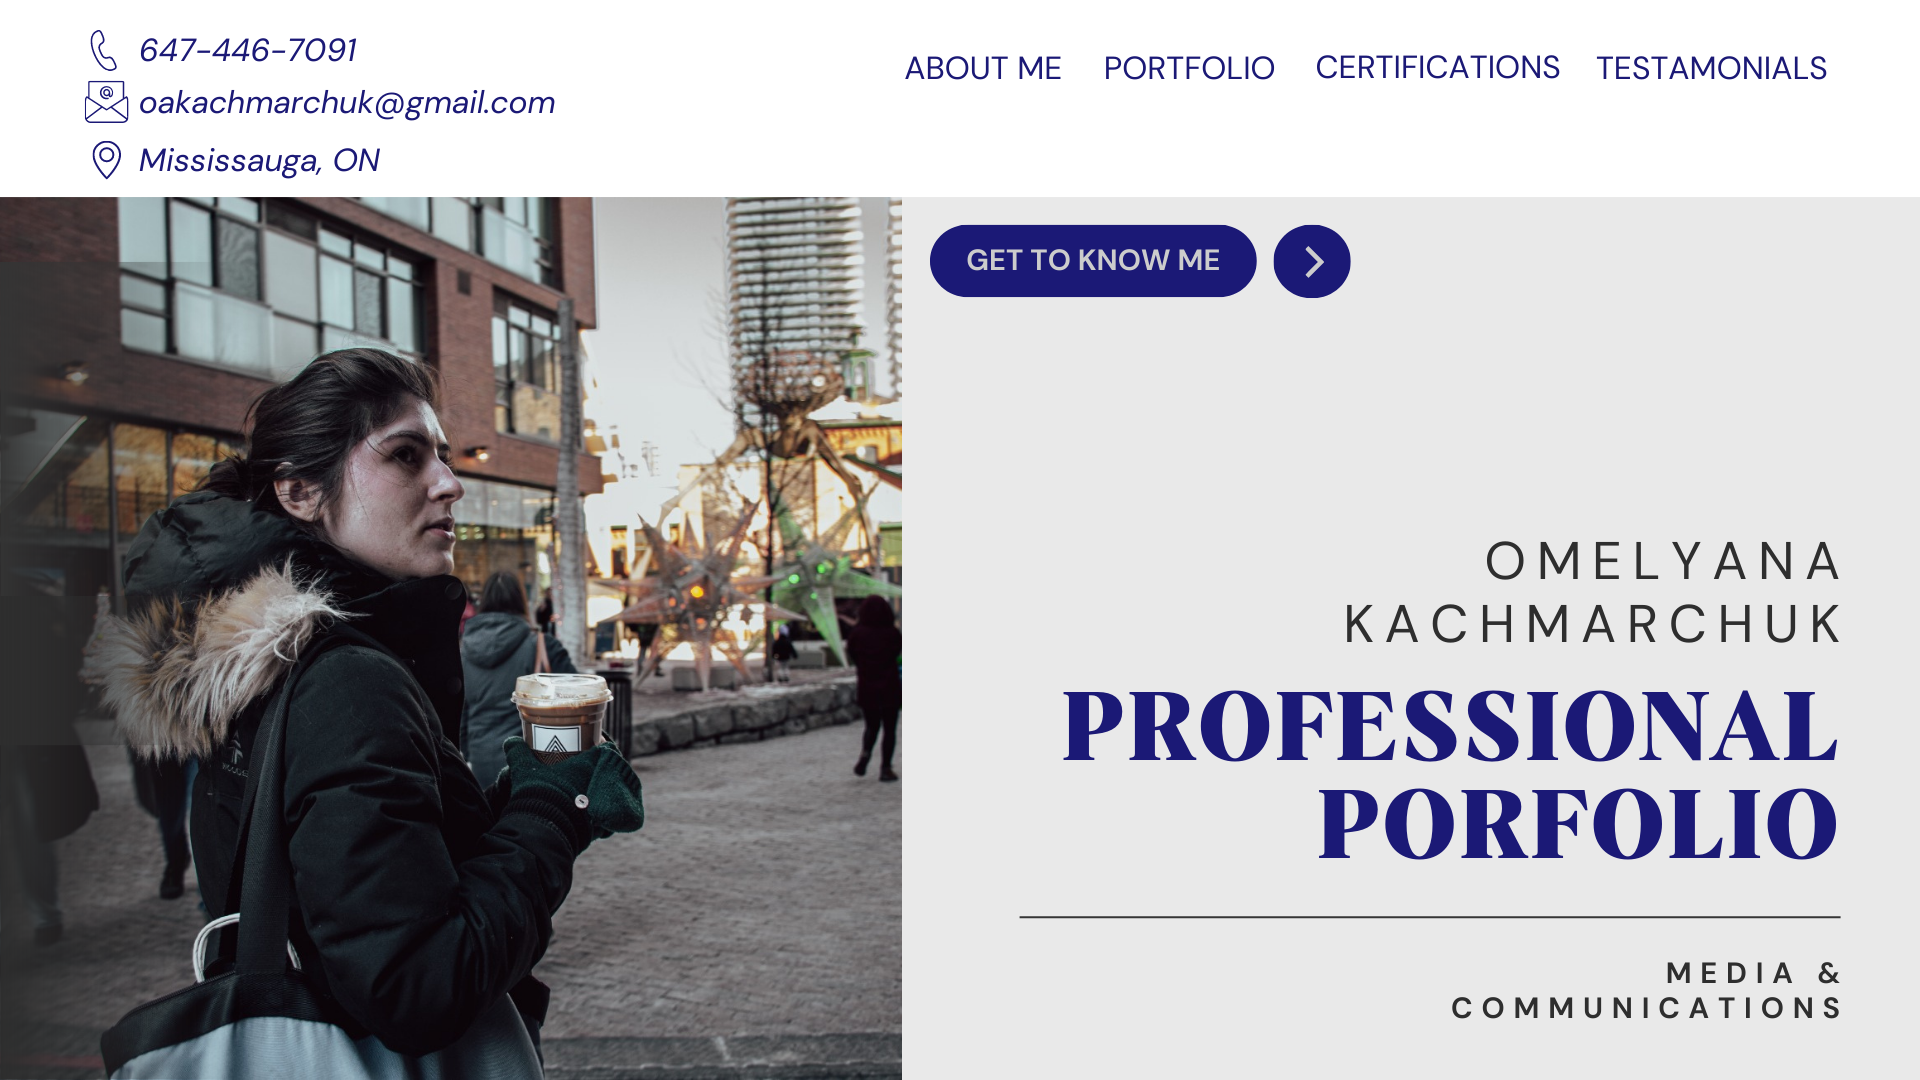 647-446-7091
oakachmarchuk@gmail.com
Mississauga, ON
ABOUT ME
PORTFOLIO
CERTIFICATIONS
TESTAMONIALS
GET TO KNOW ME
OMELYANA
KACHMARCHUK
PROFESSIONAL
PORFOLIO
MEDIA &
COMMUNICATIONS